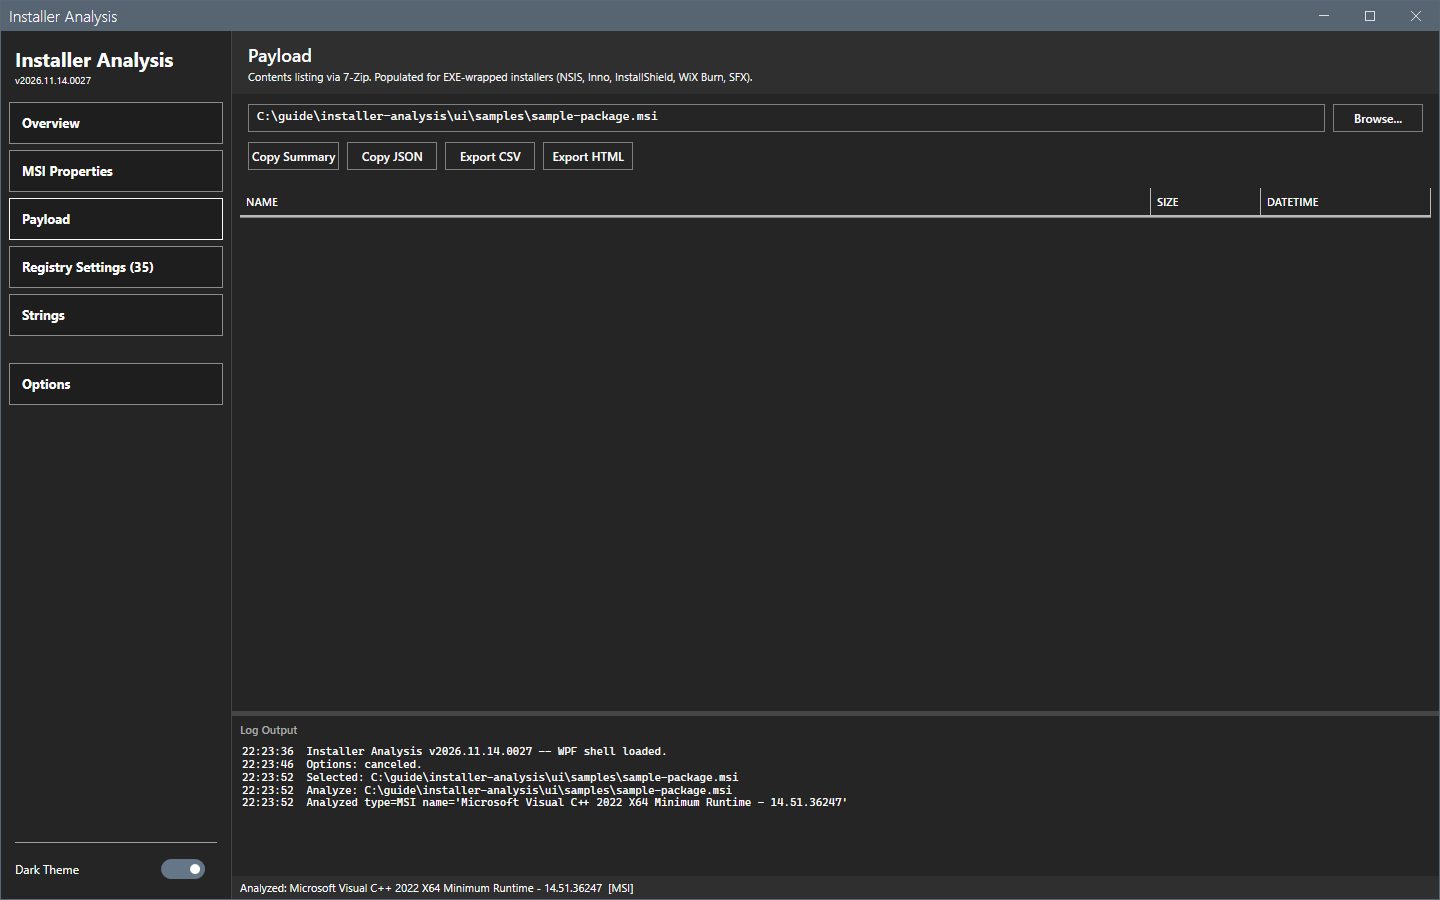 Installer Analysis
Installer Analysis
v2026.11.14.0027
Overview
MSI Properties
Payload
Registry Settings (35)
Strings
Options
Dark Theme
Payload
Contents listing via 7-Zip. Populated for EXE-wrapped installers (NSIS, Inno, InstallShield, WiX Burn, SFX).
C:\guide\installer-analysis\ui\samples\sample-package.msi
Browse...
Copy Summary
Copy JSON
Export CSV
Export HTML
NAME
SIZE
DATETIME
Log Output
22:23:36  Installer Analysis v2026.11.14.0027 -- WPF shell loaded.
22:23:46  Options: canceled.
22:23:52  Selected: C:\guide\installer-analysis\ui\samples\sample-package.msi
22:23:52  Analyze: C:\guide\installer-analysis\ui\samples\sample-package.msi
22:23:52  Analyzed type=MSI name='Microsoft Visual C++ 2022 X64 Minimum Runtime - 14.51.36247'
Analyzed: Microsoft Visual C++ 2022 X64 Minimum Runtime - 14.51.36247  [MSI]